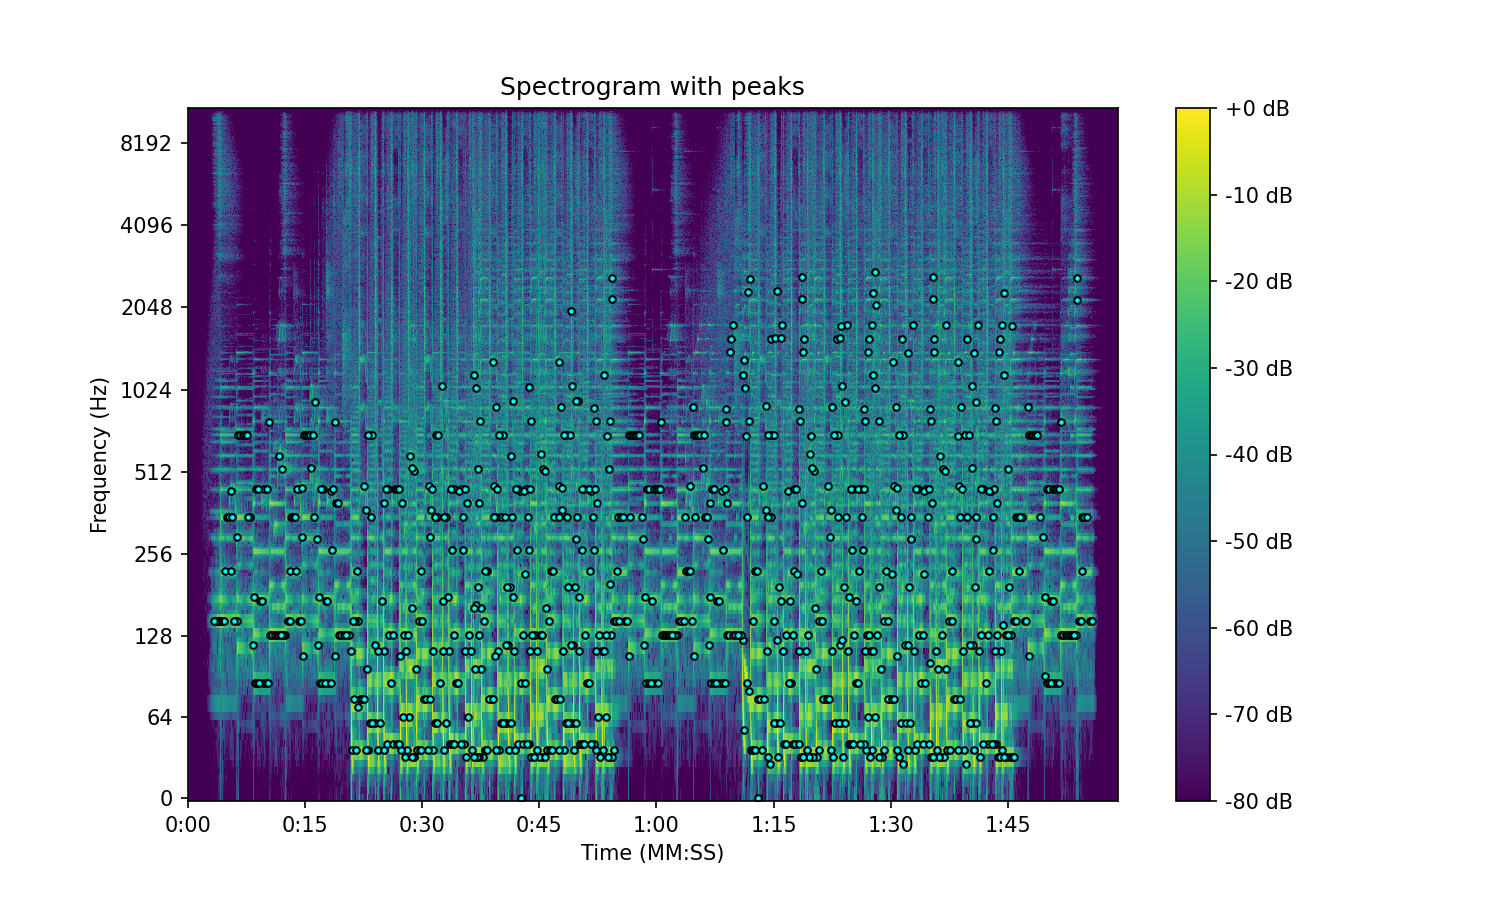 Spectrogram with peaks
Frequency (Hz)
8192
4096
2048
1024
512
256
128
64
0
0:00 0:15 0:30 0:45 1:00 1:15 1:30 1:45
Time (MM:SS)
+0 dB
-10 dB
-20 dB
-30 dB
-40 dB
-50 dB
-60 dB
-70 dB
-80 dB